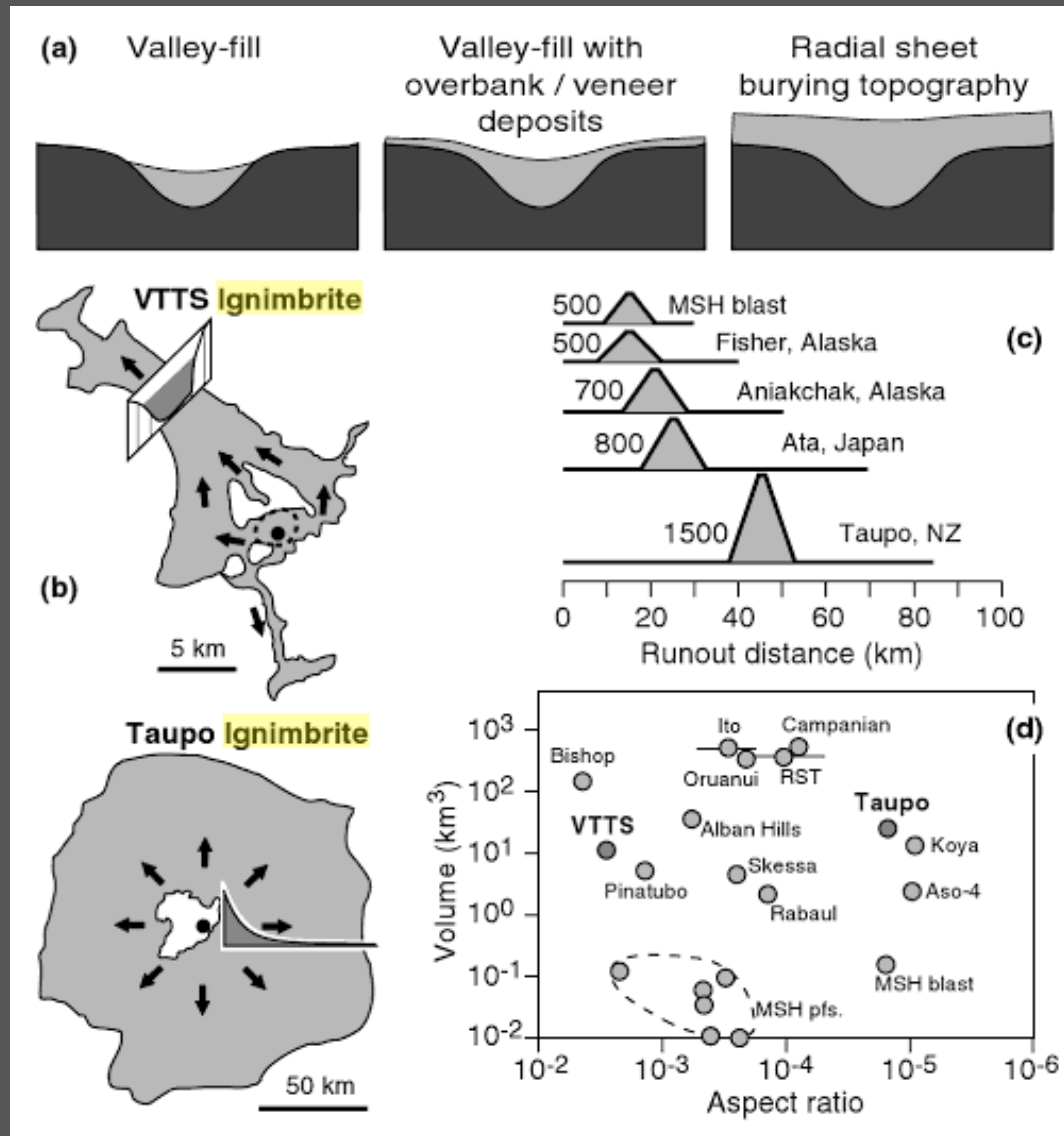 (a)
Valley-fill
Valley-fill with
overbank / veneer
deposits
Radial sheet
burying topography
VTTS Ignimbrite
(b)
5 km
500 MSH blast
(c)
500 Fisher, Alaska
700 Aniakchak, Alaska
800 Ata, Japan
1500 Taupo, NZ
0 20 40 60 80 100
Runout distance (km)
Taupo Ignimbrite
50 km
(d)
Volume (km³)
10³
10²
10¹
10⁰
10⁻¹
10⁻²
Bishop
Ito
Campanian
Oruanui
RST
VTTS
Alban Hills
Taupo
Koya
Pinatubo
Skessa
Rabaul
Aso-4
MSH blast
MSH pfs.
10⁻² 10⁻³ 10⁻⁴ 10⁻⁵ 10⁻⁶
Aspect ratio